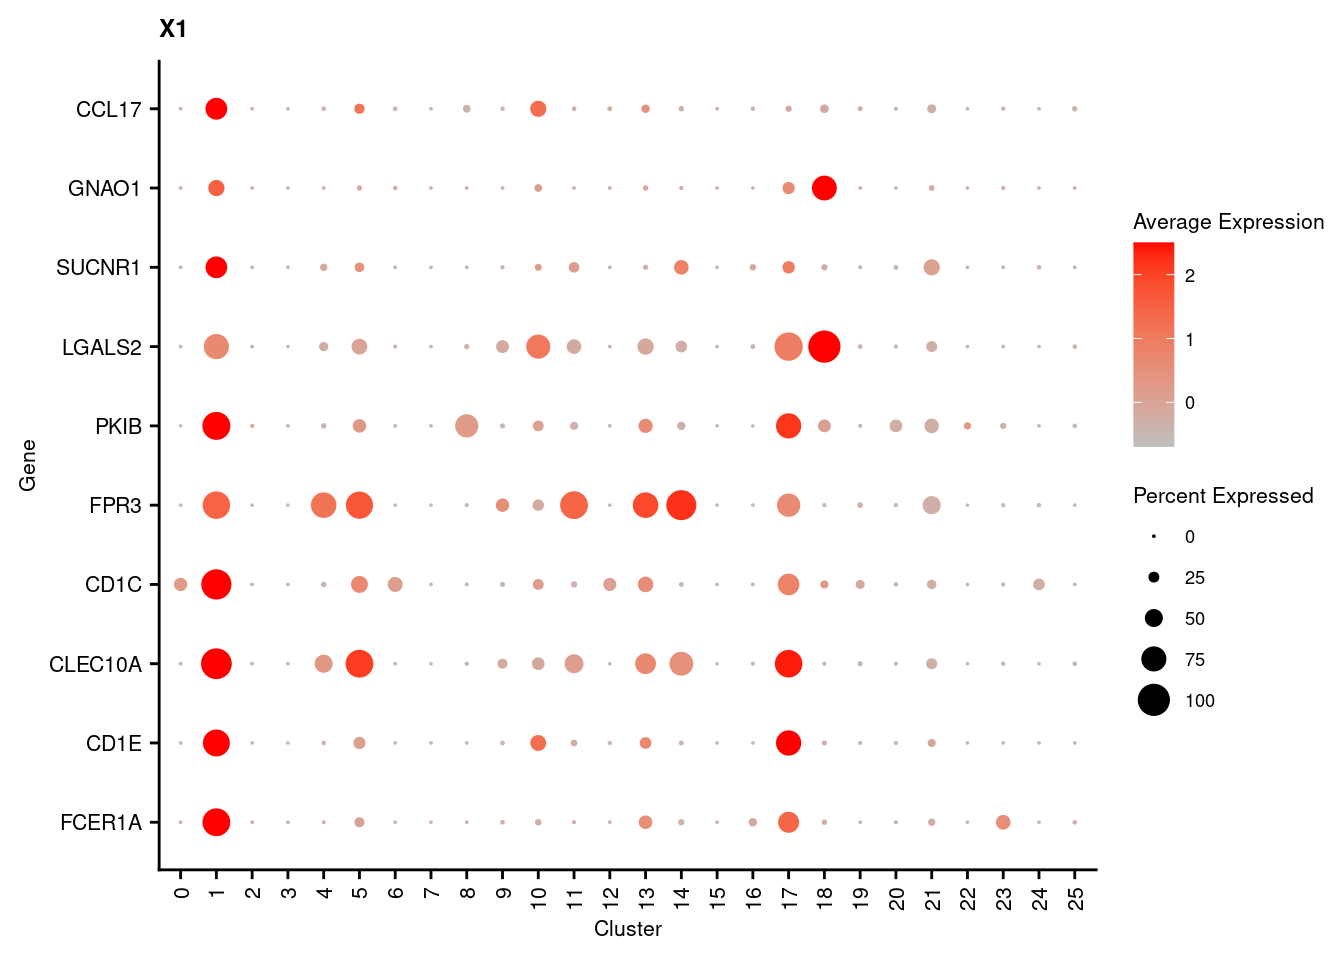 X1
CCL17
GNAO1
SUCNR1
LGALS2
PKIB
FPR3
CD1C
CLEC10A
CD1E
FCER1A
Gene
0 1 2 3 4 5 6 7 8 9 10 11 12 13 14 15 16 17 18 19 20 21 22 23 24 25
Cluster
Average Expression
2
1
0
Percent Expressed
0
25
50
75
100